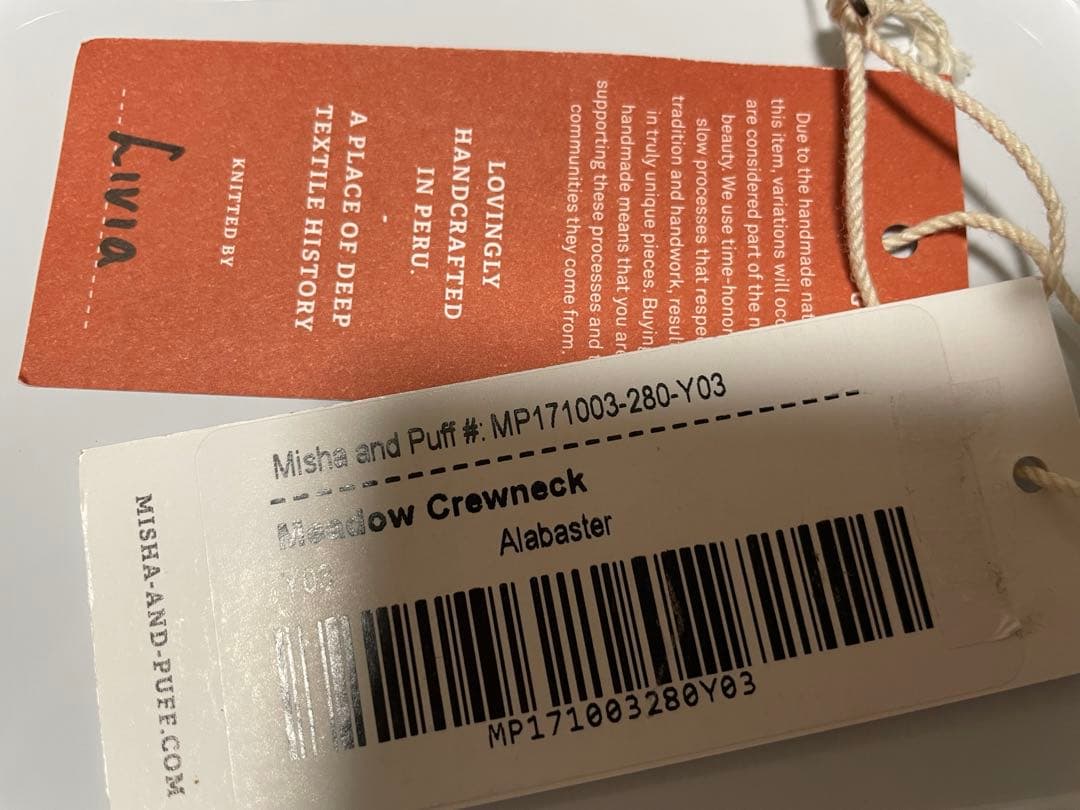 Due to the handmade nat
this item, variations will occ
are considered part of the n
beauty. We use time-honor
slow processes that respe
tradition and handwork, resul
in truly unique pieces. Buying
handmade means that you are
supporting these processes and
communities they come from.
LOVINGLY
HANDCRAFTED
IN PERU.
-
A PLACE OF DEEP
TEXTILE HISTORY
KNITTED BY
Livia
Misha and Puff #: MP171003-280-Y03
Meadow Crewneck
Alabaster
Y03
MP171003280Y03
MISHA-AND-PUFF.COM